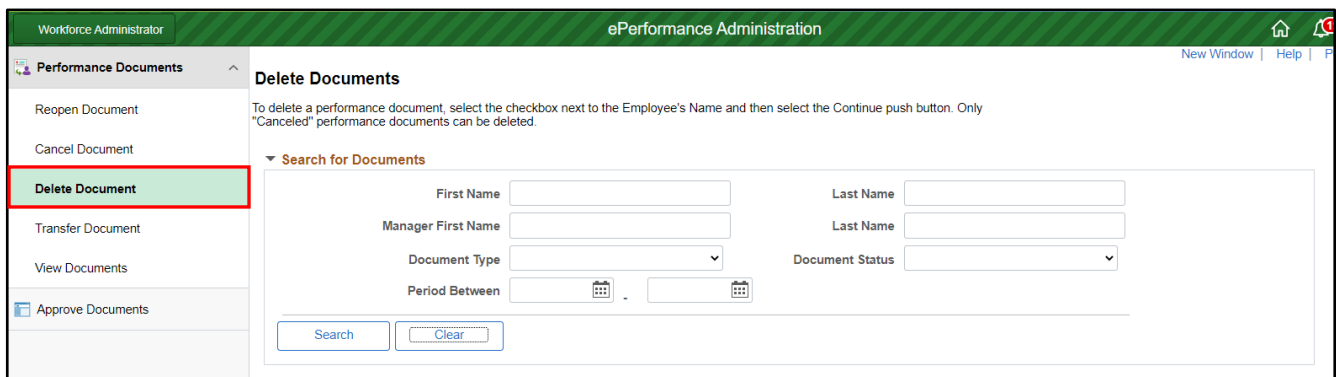 Workforce Administrator
ePerformance Administration
1
New Window | Help | P
Performance Documents
Reopen Document
Cancel Document
Delete Document
Transfer Document
View Documents
Approve Documents
Delete Documents
To delete a performance document, select the checkbox next to the Employee's Name and then select the Continue push button. Only
"Canceled" performance documents can be deleted.
Search for Documents
First Name
Last Name
Manager First Name
Last Name
Document Type
Document Status
Period Between
-
Search
Clear